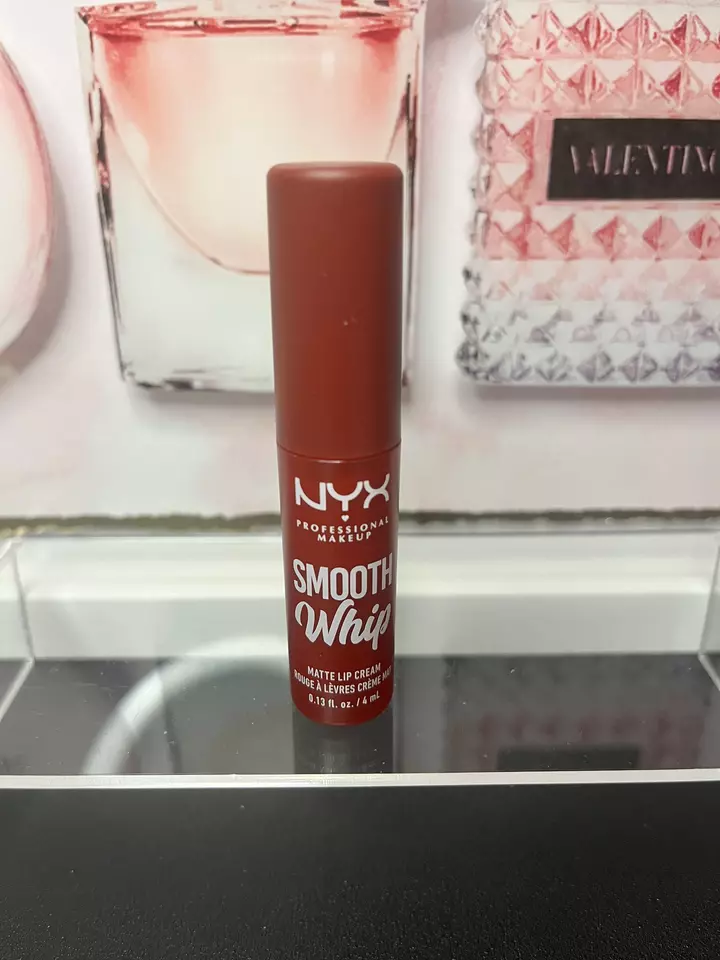 VALENTINO
NYX
PROFESSIONAL
MAKEUP
SMOOTH
Whip
MATTE LIP CREAM
ROUGE À LÈVRES CRÈME MAT
0.13 fl. oz. / 4 mL